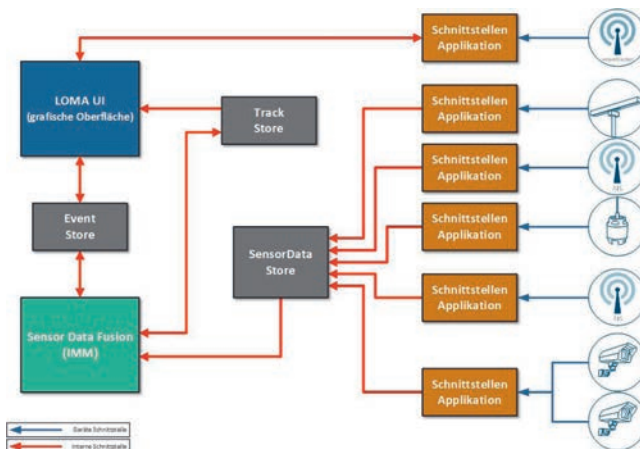 LOMA UI
(grafische Oberfläche)
Track
Store
Event
Store
SensorData
Store
Sensor Data Fusion
(IMM)
Schnittstellen
Applikation
Schnittstellen
Applikation
Schnittstellen
Applikation
Schnittstellen
Applikation
Schnittstellen
Applikation
Schnittstellen
Applikation
Geräte Schnittstelle
Interne Schnittstelle